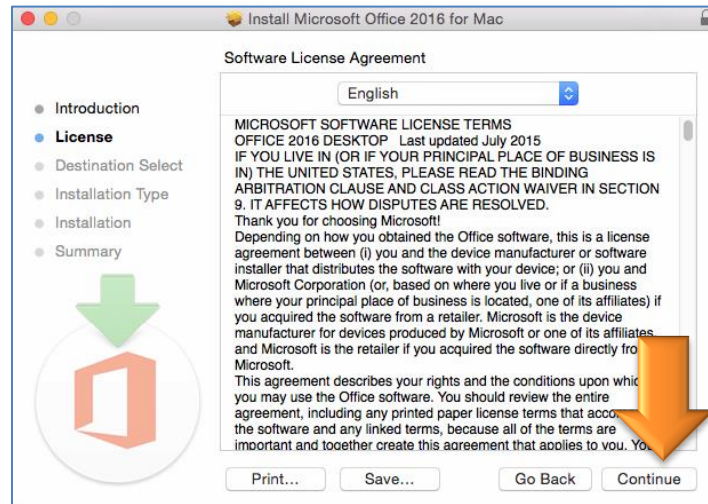 Install Microsoft Office 2016 for Mac
Software License Agreement
Introduction
License
Destination Select
Installation Type
Installation
Summary
English
MICROSOFT SOFTWARE LICENSE TERMS
OFFICE 2016 DESKTOP Last updated July 2015
IF YOU LIVE IN (OR IF YOUR PRINCIPAL PLACE OF BUSINESS IS
IN) THE UNITED STATES, PLEASE READ THE BINDING
ARBITRATION CLAUSE AND CLASS ACTION WAIVER IN SECTION
9. IT AFFECTS HOW DISPUTES ARE RESOLVED.
Thank you for choosing Microsoft!
Depending on how you obtained the Office software, this is a license
agreement between (i) you and the device manufacturer or software
installer that distributes the software with your device; or (ii) you and
Microsoft Corporation (or, based on where you live or if a business
where your principal place of business is located, one of its affiliates) if
you acquired the software from a retailer. Microsoft is the device
manufacturer for devices produced by Microsoft or one of its affiliates,
and Microsoft is the retailer if you acquired the software directly
Microsoft.
This agreement describes your rights and the conditions upon
you may use the Office software. You should review the entire
agreement, including any printed paper license terms that
the software and any linked terms, because all of the terms are
important and together create this agreement that applies to you.
Print...
Save...
Go Back
Continue